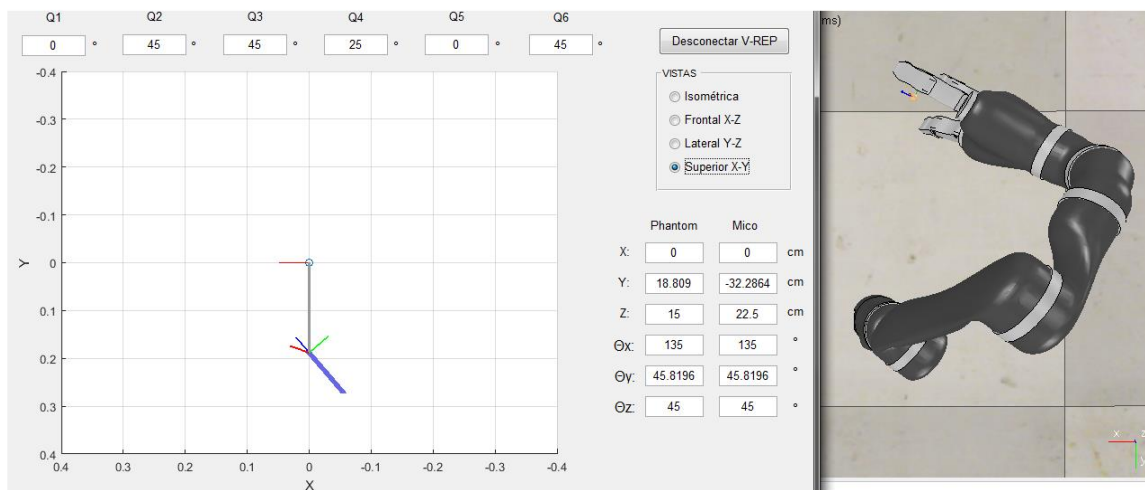 Q1 Q2 Q3 Q4 Q5 Q6
0 ° 45 ° 45 ° 25 ° 0 ° 45 °
Desconectar V-REP
VISTAS
Isométrica
Frontal X-Z
Lateral Y-Z
Superior X-Y
-0.4
-0.3
-0.2
-0.1
0
0.1
0.2
0.3
0.4
Y
0.4 0.3 0.2 0.1 0 -0.1 -0.2 -0.3 -0.4
X
Phantom Mico
X: 0 0 cm
Y: 18.809 -32.2864 cm
Z: 15 22.5 cm
Θx: 135 135 °
Θy: 45.8196 45.8196 °
Θz: 45 45 °
ms)
x z